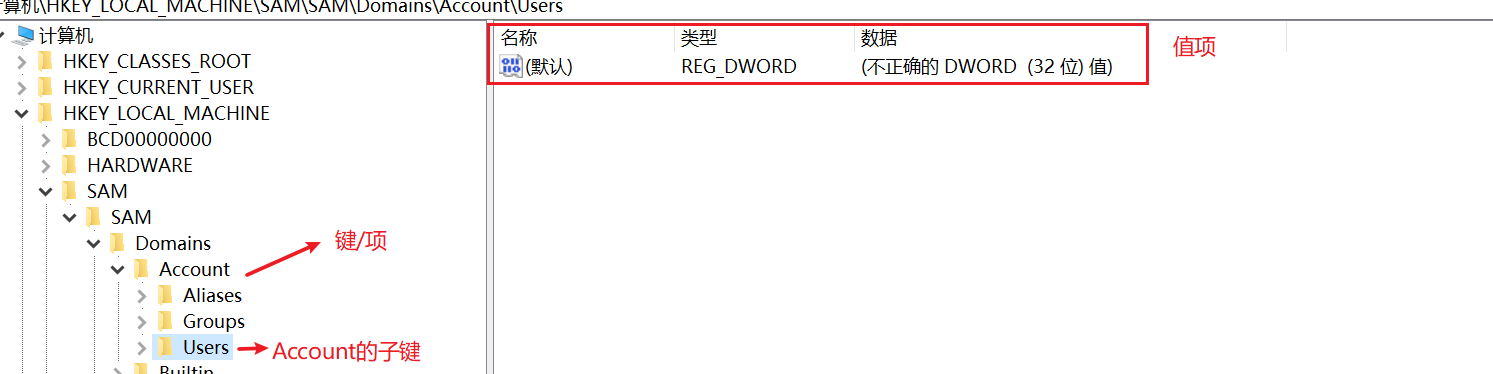 计算机\HKEY_LOCAL_MACHINE\SAM\SAM\Domains\Account\Users
计算机
HKEY_CLASSES_ROOT
HKEY_CURRENT_USER
HKEY_LOCAL_MACHINE
BCD00000000
HARDWARE
SAM
SAM
Domains
Account
Aliases
Groups
Users
Builtin
键/项
Account的子键
名称 类型 数据
(默认) REG_DWORD (不正确的 DWORD (32 位) 值)
值项